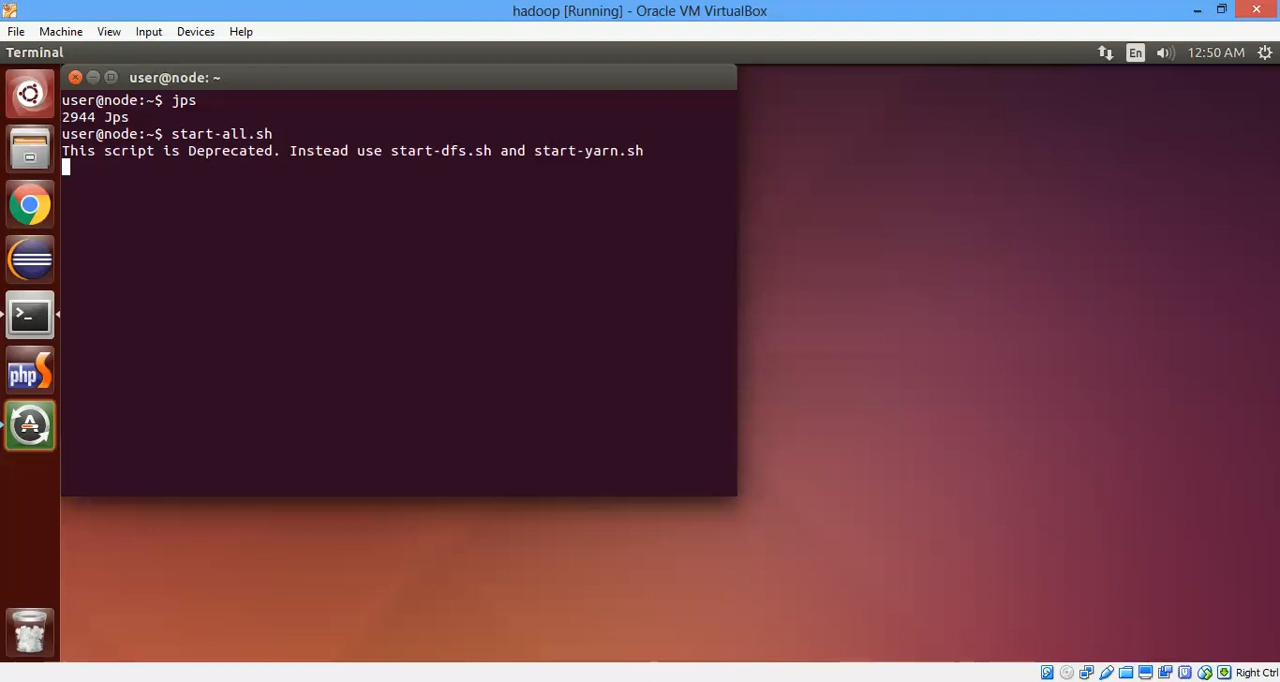 hadoop [Running] - Oracle VM VirtualBox
File Machine View Input Devices Help
Terminal En 12:50 AM
user@node: ~
user@node:~$ jps
2944 Jps
user@node:~$ start-all.sh
This script is Deprecated. Instead use start-dfs.sh and start-yarn.sh
>_
php S
A
Right Ctrl